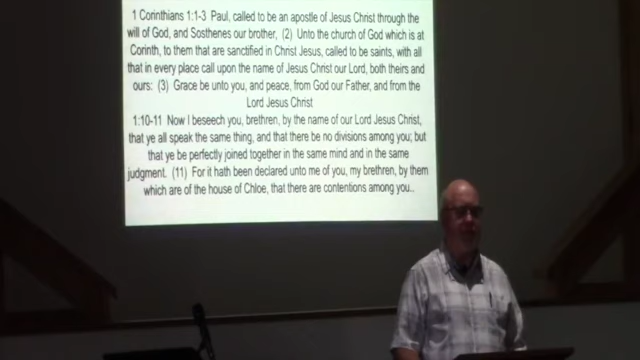 1 Corinthians 1:1-3 Paul, called to be an apostle of Jesus Christ through the
will of God, and Sosthenes our brother, (2) Unto the church of God which is at
Corinth, to them that are sanctified in Christ Jesus, called to be saints, with all
that in every place call upon the name of Jesus Christ our Lord, both theirs and
ours: (3) Grace be unto you, and peace, from God our Father, and from the
Lord Jesus Christ
1:10-11 Now I beseech you, brethren, by the name of our Lord Jesus Christ,
that ye all speak the same thing, and that there be no divisions among you; but
that ye be perfectly joined together in the same mind and in the same
judgment. (11) For it hath been declared unto me of you, my brethren, by them
which are of the house of Chloe, that there are contentions among you..